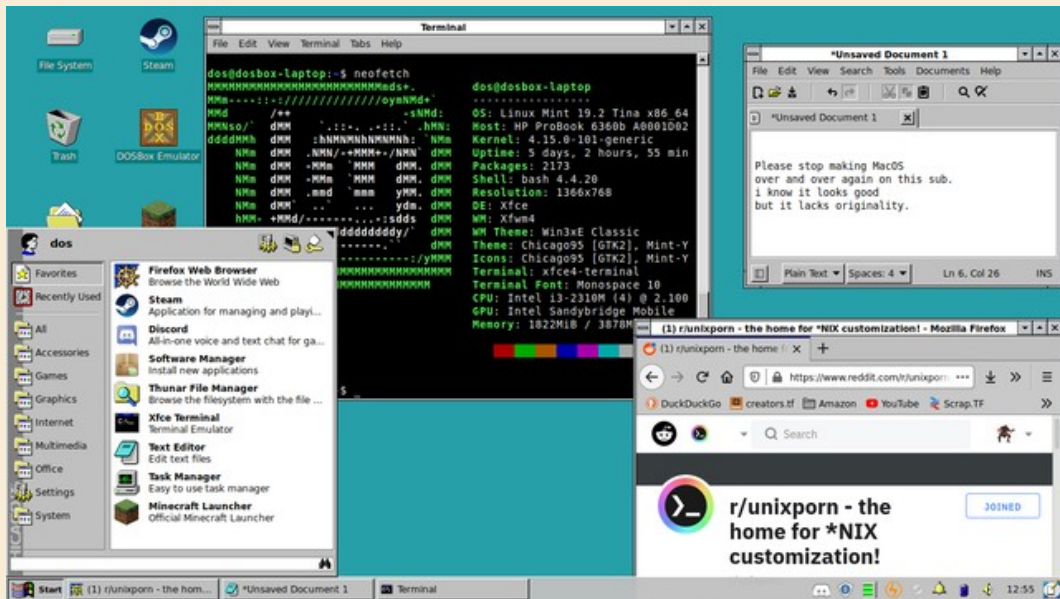 File System
Steam
Trash
DOSBox Emulator
Terminal
File Edit View Terminal Tabs Help
dos@dosbox-laptop:~$ neofetch
dos@dosbox-laptop
-----------------
OS: Linux Mint 19.2 Tina x86_64
Host: HP ProBook 6360b A0001D02
Kernel: 4.15.0-101-generic
Uptime: 5 days, 2 hours, 55 min
Packages: 2173
Shell: bash 4.4.20
Resolution: 1366x768
DE: Xfce
WM: Xfwm4
WM Theme: Win3xE Classic
Theme: Chicago95 [GTK2], Mint-Y
Icons: Chicago95 [GTK2], Mint-Y
Terminal: xfce4-terminal
Terminal Font: Monospace 10
CPU: Intel i3-2310M (4) @ 2.100
GPU: Intel Sandybridge Mobile
Memory: 1822MiB / 3878M
$ _
*Unsaved Document 1
File Edit View Search Tools Documents Help
*Unsaved Document 1
Please stop making MacOS
over and over again on this sub.
i know it looks good
but it lacks originality.
Plain Text Spaces: 4 Ln 6, Col 26 INS
dos
Favorites
Recently Used
All
Accessories
Games
Graphics
Internet
Multimedia
Office
Settings
System
Firefox Web Browser
Browse the World Wide Web
Steam
Application for managing and playi...
Discord
All-in-one voice and text chat for ga...
Software Manager
Install new applications
Thunar File Manager
Browse the filesystem with the file ...
Xfce Terminal
Terminal Emulator
Text Editor
Edit text files
Task Manager
Easy to use task manager
Minecraft Launcher
Official Minecraft Launcher
(1) r/unixporn - the home for *NIX customization! - Mozilla Firefox
(1) r/unixporn - the home f
https://www.reddit.com/r/unixporn
DuckDuckGo creators.tf Amazon YouTube Scrap.TF
Search
r/unixporn - the
home for *NIX
customization!
JOINED
Start (1) r/unixporn - the hom... *Unsaved Document 1 Terminal 12:55